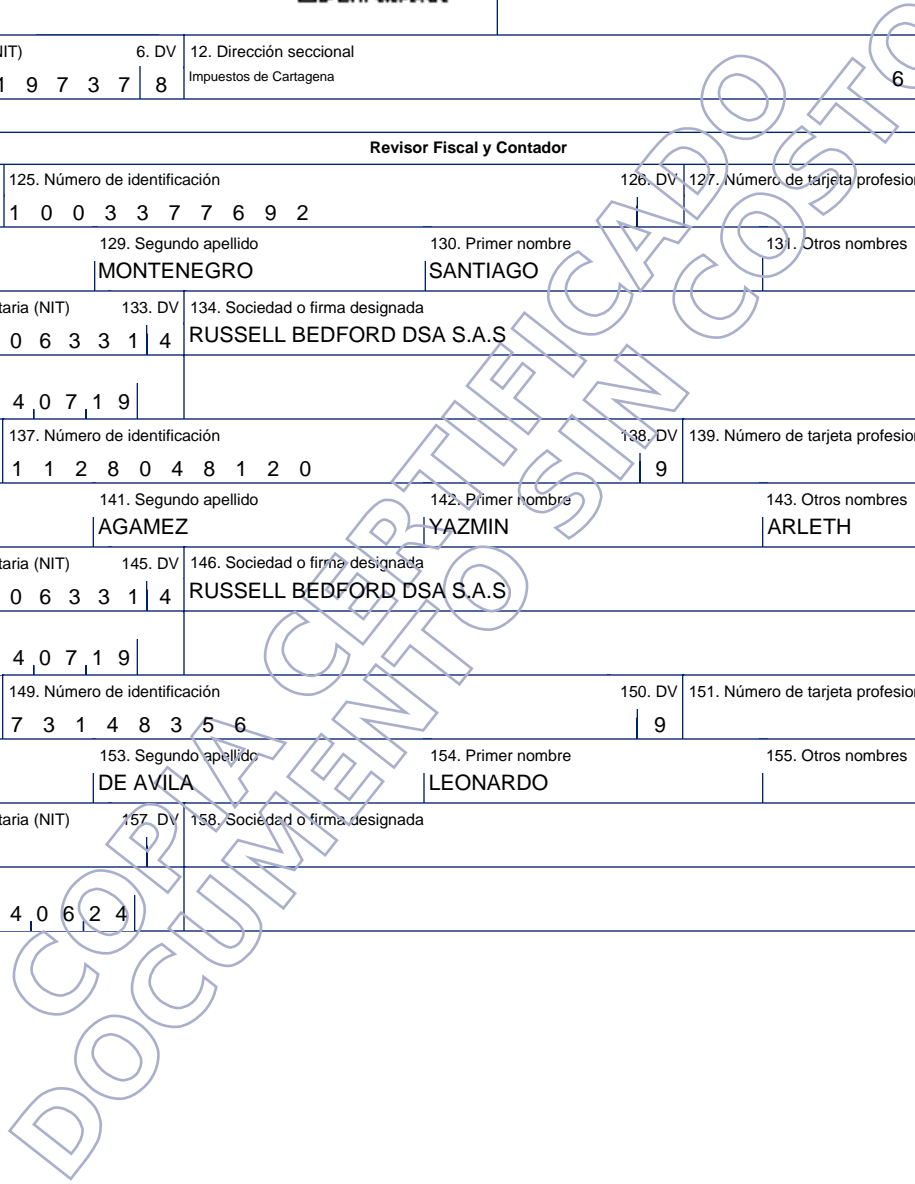 NIT) 6. DV 12. Dirección seccional
1 9 7 3 7 8 Impuestos de Cartagena 6
Revisor Fiscal y Contador
125. Número de identificación 126. DV 127. Número de tarjeta profesion
1 0 0 3 3 7 7 6 9 2
129. Segundo apellido 130. Primer nombre 131. Otros nombres
MONTENEGRO SANTIAGO
taria (NIT) 133. DV 134. Sociedad o firma designada
0 6 3 3 1 4 RUSSELL BEDFORD DSA S.A.S
4 0 7 1 9
137. Número de identificación 138. DV 139. Número de tarjeta profesion
1 1 2 8 0 4 8 1 2 0 9
141. Segundo apellido 142. Primer nombre 143. Otros nombres
AGAMEZ YAZMIN ARLETH
taria (NIT) 145. DV 146. Sociedad o firma designada
0 6 3 3 1 4 RUSSELL BEDFORD DSA S.A.S
4 0 7 1 9
149. Número de identificación 150. DV 151. Número de tarjeta profesion
7 3 1 4 8 3 5 6 9
153. Segundo apellido 154. Primer nombre 155. Otros nombres
DE AVILA LEONARDO
taria (NIT) 157. DV 158. Sociedad o firma designada
4 0 6 2 4
COPIA CERTIFICADO
DOCUMENTO SIN COSTO